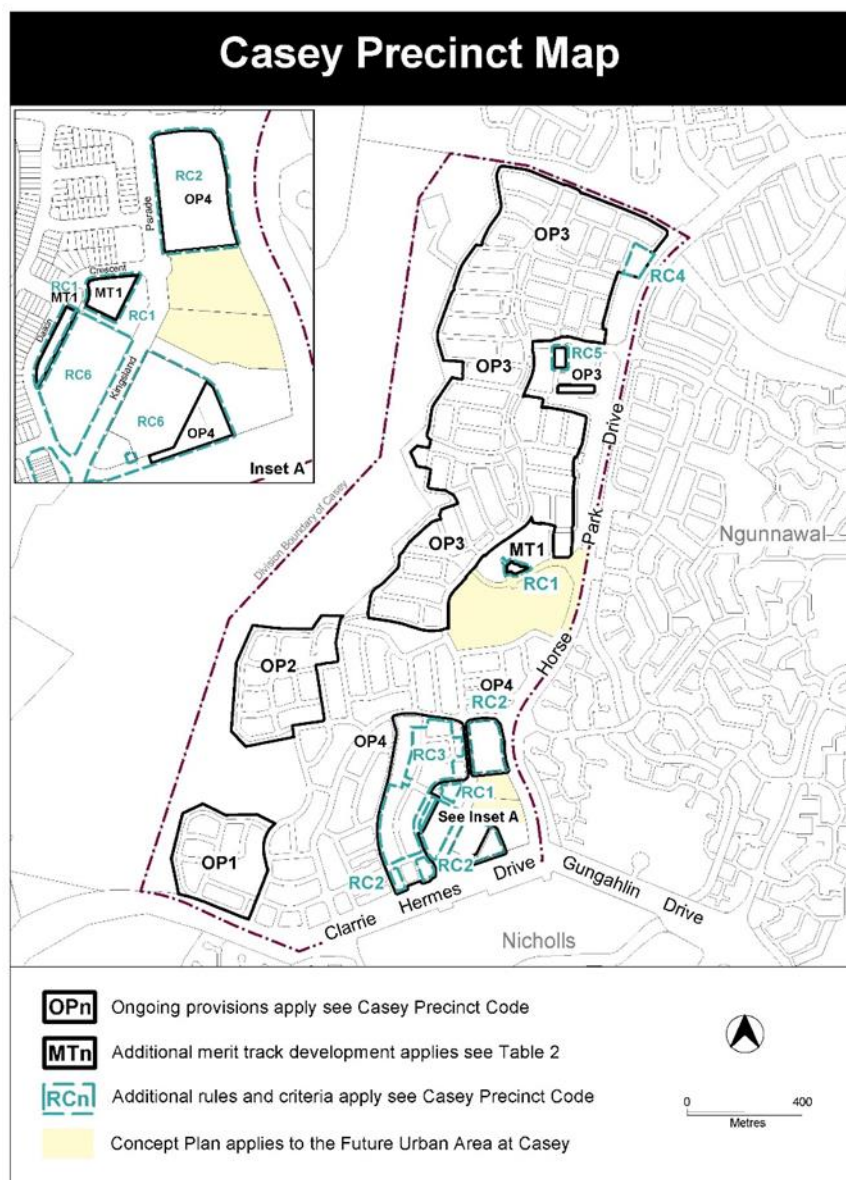 Casey Precinct Map
RC2
OP4
Parade
Crescent
RC1
MT1
MT1
RC1
Dalkin
RC6
Kingsland
RC6
OP4
Inset A
OP3
RC4
RC5
OP3
OP3
Drive
Division Boundary of Casey
Ngunnawal
OP3
MT1
Park
RC1
Horse
OP2
OP4
RC2
OP4
RC3
RC1
See Inset A
OP1
RC2
RC2
Clarrie Hermes Drive
Gungahlin Drive
Nicholls
OPn Ongoing provisions apply see Casey Precinct Code
MTn Additional merit track development applies see Table 2
RCn Additional rules and criteria apply see Casey Precinct Code
Concept Plan applies to the Future Urban Area at Casey
0 400
Metres